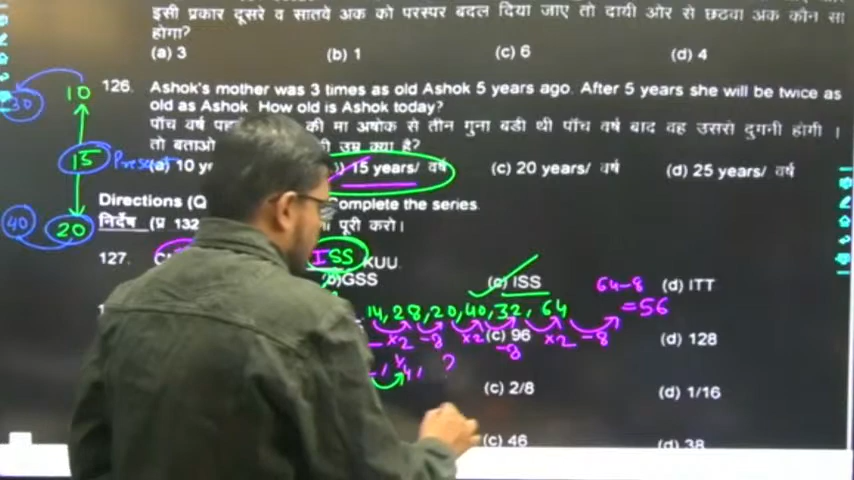 इसी प्रकार दूसरे व सातवे अंक को परस्पर बदल दिया जाए तो दायी ओर से छठवा अंक कौन सा
होगा?
(a) 3 (b) 1 (c) 6 (d) 4
126. Ashok's mother was 3 times as old Ashok 5 years ago. After 5 years she will be twice as
old as Ashok. How old is Ashok today?
पाँच वर्ष की मा अषोक से तीन गुना बडी थी पाँच वर्ष बाद वह उससे दुगनी होगी ।
तो बताओ उम्र क्या है?
(a) 10 15 years/ वर्ष (c) 20 years/ वर्ष (d) 25 years/ वर्ष
30 10
15 Present
40 20
Directions (Q Complete the series.
निर्देष (प्र 132 पूरी करो।
127. ISS KUU.
b)GSS (c) ISS (d) ITT
14, 28, 20, 40, 32, 64
64-8
=56
×2 -8 ×2 -8 ×2 -8
(c) 96 (d) 128
?
(c) 2/8 (d) 1/16
(c) 46 (d) 38